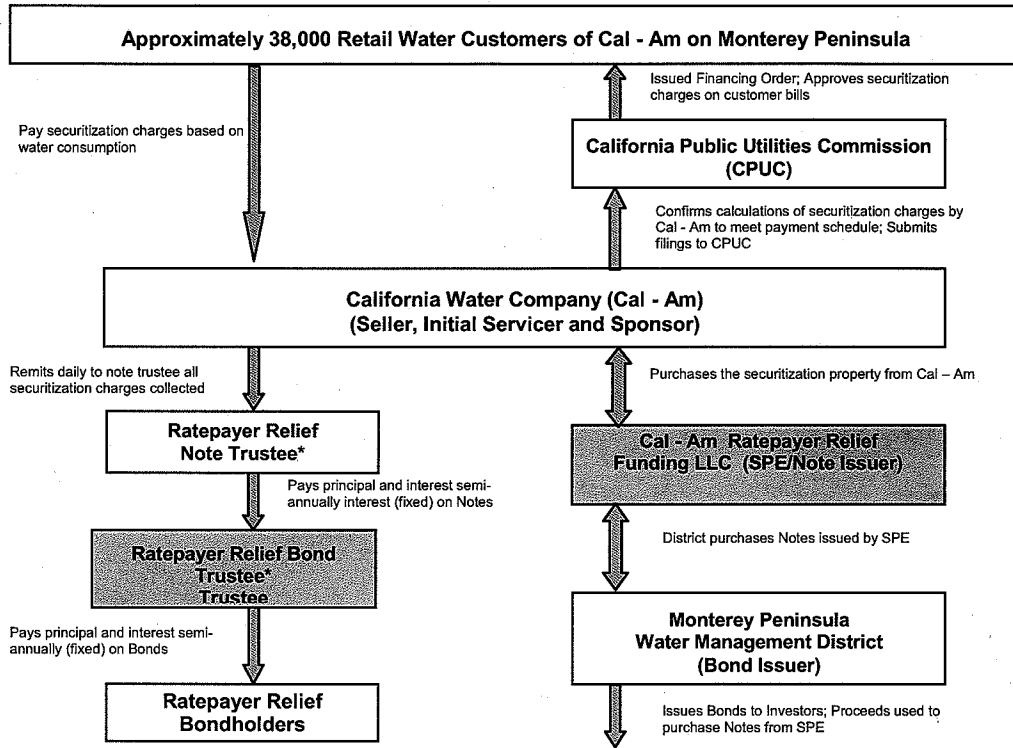 Approximately 38,000 Retail Water Customers of Cal - Am on Monterey Peninsula
Pay securitization charges based on
water consumption
Issued Financing Order; Approves securitization
charges on customer bills
California Public Utilities Commission
(CPUC)
Confirms calculations of securitization charges by
Cal - Am to meet payment schedule; Submits
filings to CPUC
California Water Company (Cal - Am)
(Seller, Initial Servicer and Sponsor)
Remits daily to note trustee all
securitization charges collected
Purchases the securitization property from Cal – Am
Ratepayer Relief
Note Trustee*
Cal - Am Ratepayer Relief
Funding LLC (SPE/Note Issuer)
Pays principal and interest semi-
annually interest (fixed) on Notes
District purchases Notes issued by SPE
Ratepayer Relief Bond
Trustee*
Trustee
Monterey Peninsula
Water Management District
(Bond Issuer)
Pays principal and interest semi-
annually (fixed) on Bonds
Ratepayer Relief
Bondholders
Issues Bonds to Investors; Proceeds used to
purchase Notes from SPE